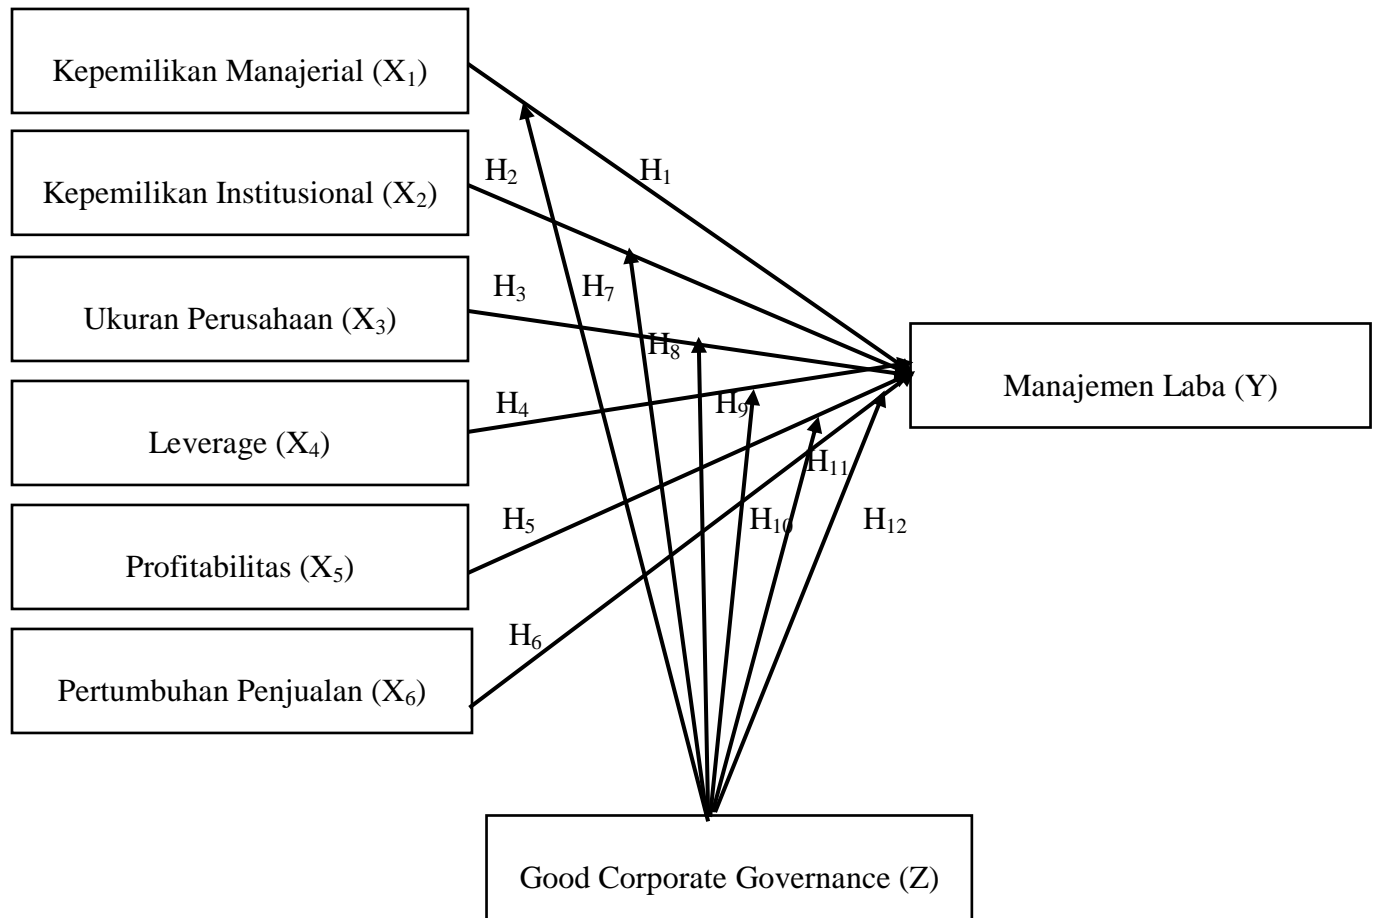 Kepemilikan Manajerial (X₁)
Kepemilikan Institusional (X₂)
Ukuran Perusahaan (X₃)
Leverage (X₄)
Profitabilitas (X₅)
Pertumbuhan Penjualan (X₆)
H₁
H₂
H₃
H₄
H₅
H₆
H₇
H₈
H₉
H₁₀
H₁₁
H₁₂
Manajemen Laba (Y)
Good Corporate Governance (Z)